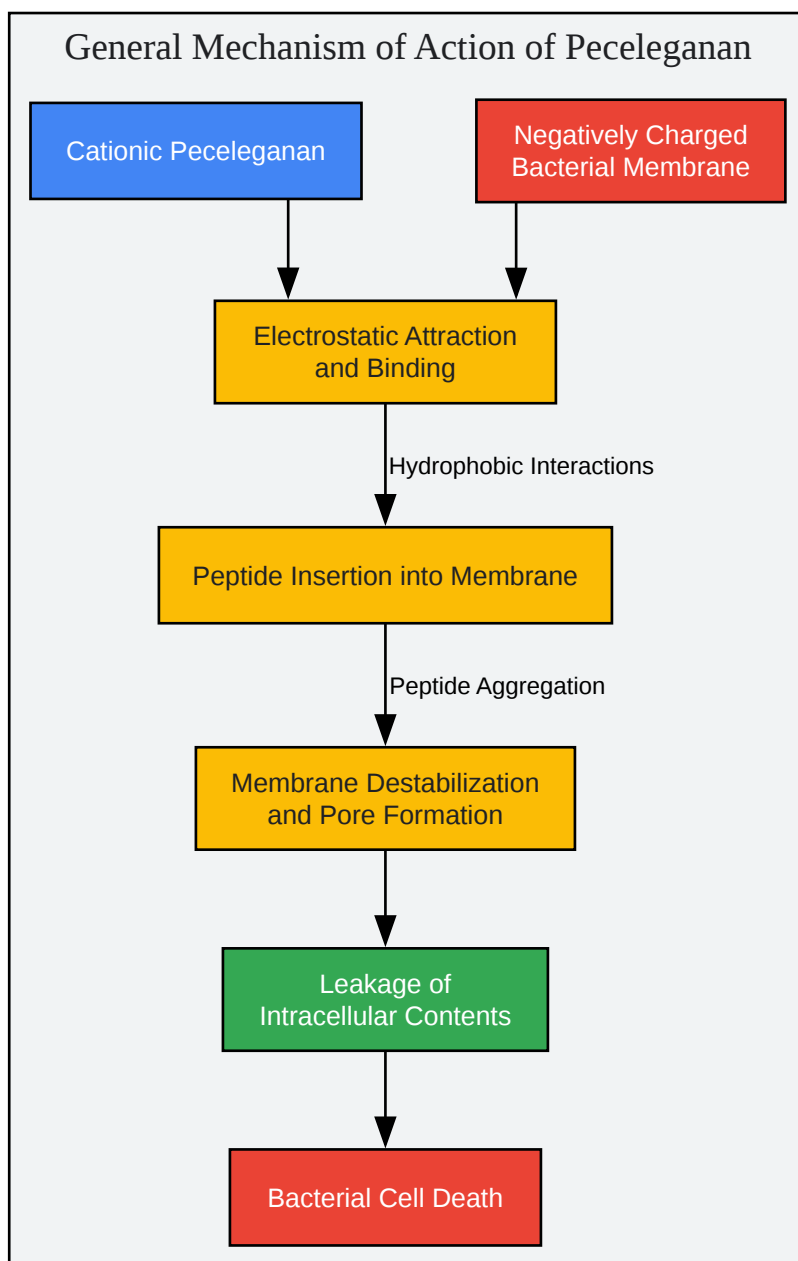 General Mechanism of Action of Peceleganan
Cationic Peceleganan
Negatively Charged
Bacterial Membrane
Electrostatic Attraction
and Binding
Hydrophobic Interactions
Peptide Insertion into Membrane
Peptide Aggregation
Membrane Destabilization
and Pore Formation
Leakage of
Intracellular Contents
Bacterial Cell Death